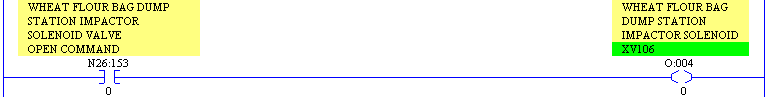 WHEAT FLOUR BAG DUMP
STATION IMPACTOR
SOLENOID VALVE
OPEN COMMAND
N26:153
0
WHEAT FLOUR BAG
DUMP STATION
IMPACTOR SOLENOID
XV106
O:004
0